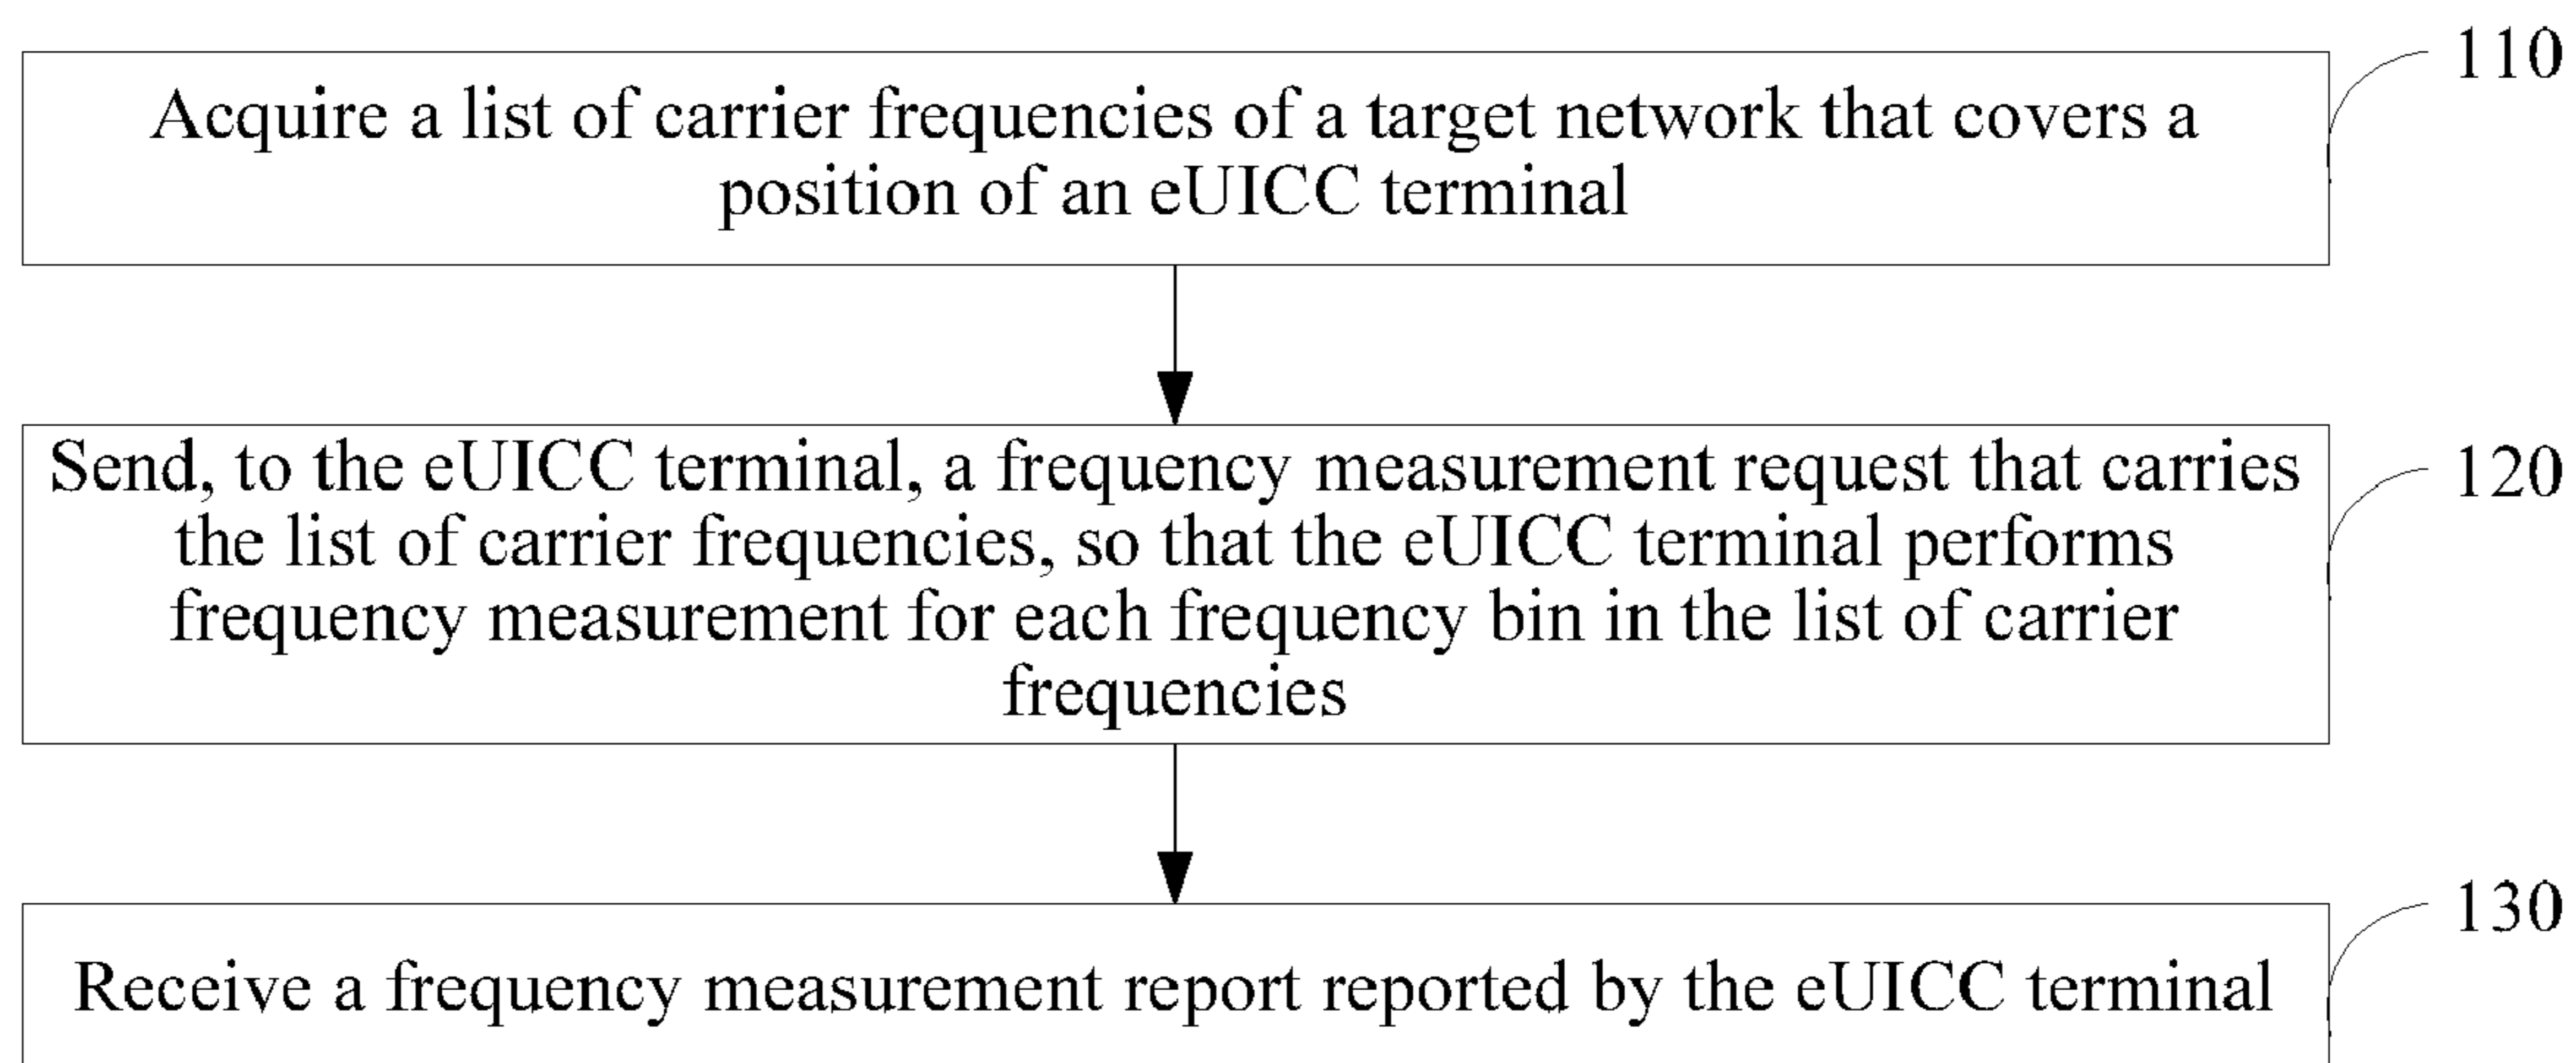 110
Acquire a list of carrier frequencies of a target network that covers a
position of an eUICC terminal
120
Send, to the eUICC terminal, a frequency measurement request that carries
the list of carrier frequencies, so that the eUICC terminal performs
frequency measurement for each frequency bin in the list of carrier
frequencies
130
Receive a frequency measurement report reported by the eUICC terminal